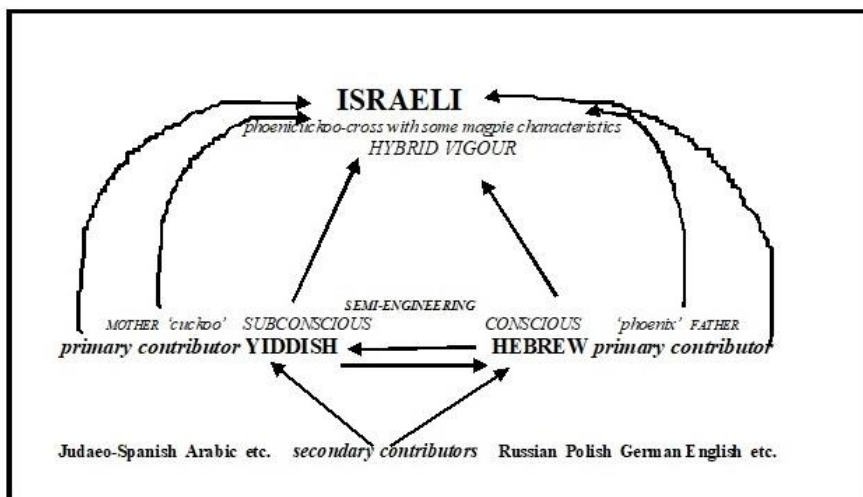 ISRAELI
phoenicuckoo-cross with some magpie characteristics
HYBRID VIGOUR
SEMI-ENGINEERING
MOTHER 'cuckoo' SUBCONSCIOUS CONSCIOUS 'phoenix' FATHER
primary contributor YIDDISH HEBREW primary contributor
Judaeo-Spanish Arabic etc. secondary contributors Russian Polish German English etc.